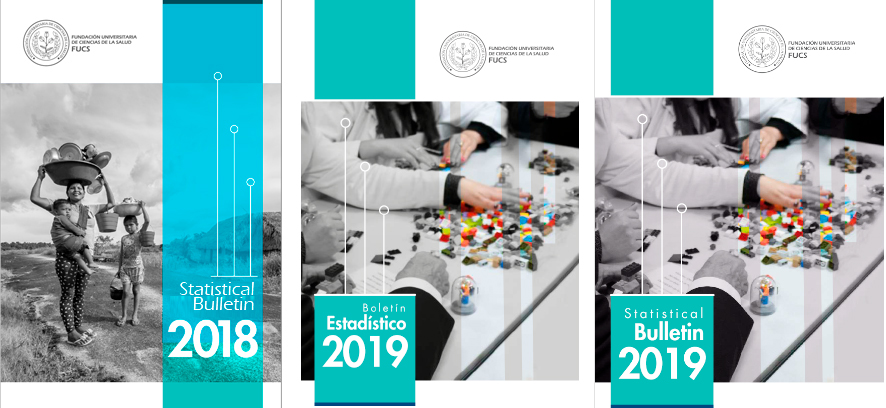 FUNDACIÓN UNIVERSITARIA
DE CIENCIAS DE LA SALUD
FUCS
Statistical
Bulletin
2018
FUNDACIÓN UNIVERSITARIA
DE CIENCIAS DE LA SALUD
FUCS
Boletín
Estadístico
2019
FUNDACIÓN UNIVERSITARIA
DE CIENCIAS DE LA SALUD
FUCS
Statistical
Bulletin
2019